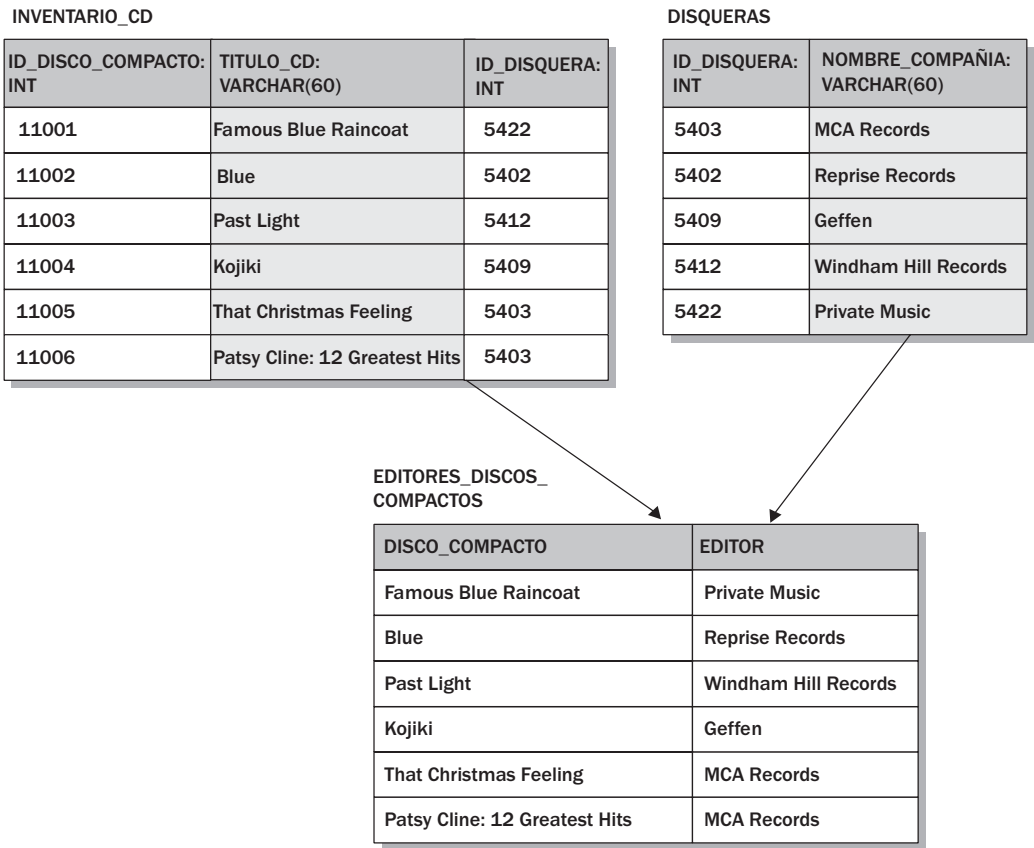 INVENTARIO_CD
ID_DISCO_COMPACTO: INT TITULO_CD: VARCHAR(60) ID_DISQUERA: INT
11001 Famous Blue Raincoat 5422
11002 Blue 5402
11003 Past Light 5412
11004 Kojiki 5409
11005 That Christmas Feeling 5403
11006 Patsy Cline: 12 Greatest Hits 5403
DISQUERAS
ID_DISQUERA: INT NOMBRE_COMPAÑIA: VARCHAR(60)
5403 MCA Records
5402 Reprise Records
5409 Geffen
5412 Windham Hill Records
5422 Private Music
EDITORES_DISCOS_
COMPACTOS
DISCO_COMPACTO EDITOR
Famous Blue Raincoat Private Music
Blue Reprise Records
Past Light Windham Hill Records
Kojiki Geffen
That Christmas Feeling MCA Records
Patsy Cline: 12 Greatest Hits MCA Records